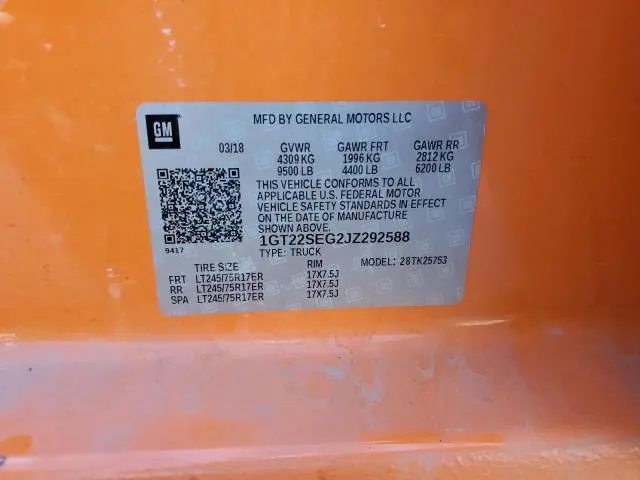 GM
MFD BY GENERAL MOTORS LLC
03/18 GVWR GAWR FRT GAWR RR
4309 KG 1996 KG 2812 KG
9500 LB 4400 LB 6200 LB
THIS VEHICLE CONFORMS TO ALL
APPLICABLE U.S. FEDERAL MOTOR
VEHICLE SAFETY STANDARDS IN EFFECT
ON THE DATE OF MANUFACTURE
SHOWN ABOVE.
9417
1GT22SEG2JZ292588
TYPE: TRUCK
TIRE SIZE RIM MODEL: 28TK25753
FRT LT245/75R17ER 17X7.5J
RR LT245/75R17ER 17X7.5J
SPA LT245/75R17ER 17X7.5J